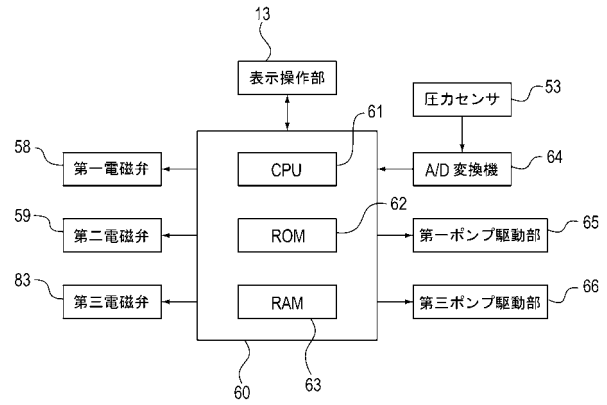 13
表示操作部
圧力センサ
53
61
58
第一電磁弁
CPU
A/D変換機
64
59
62
65
第二電磁弁
ROM
第一ポンプ駆動部
83
66
第三電磁弁
RAM
第三ポンプ駆動部
60
63